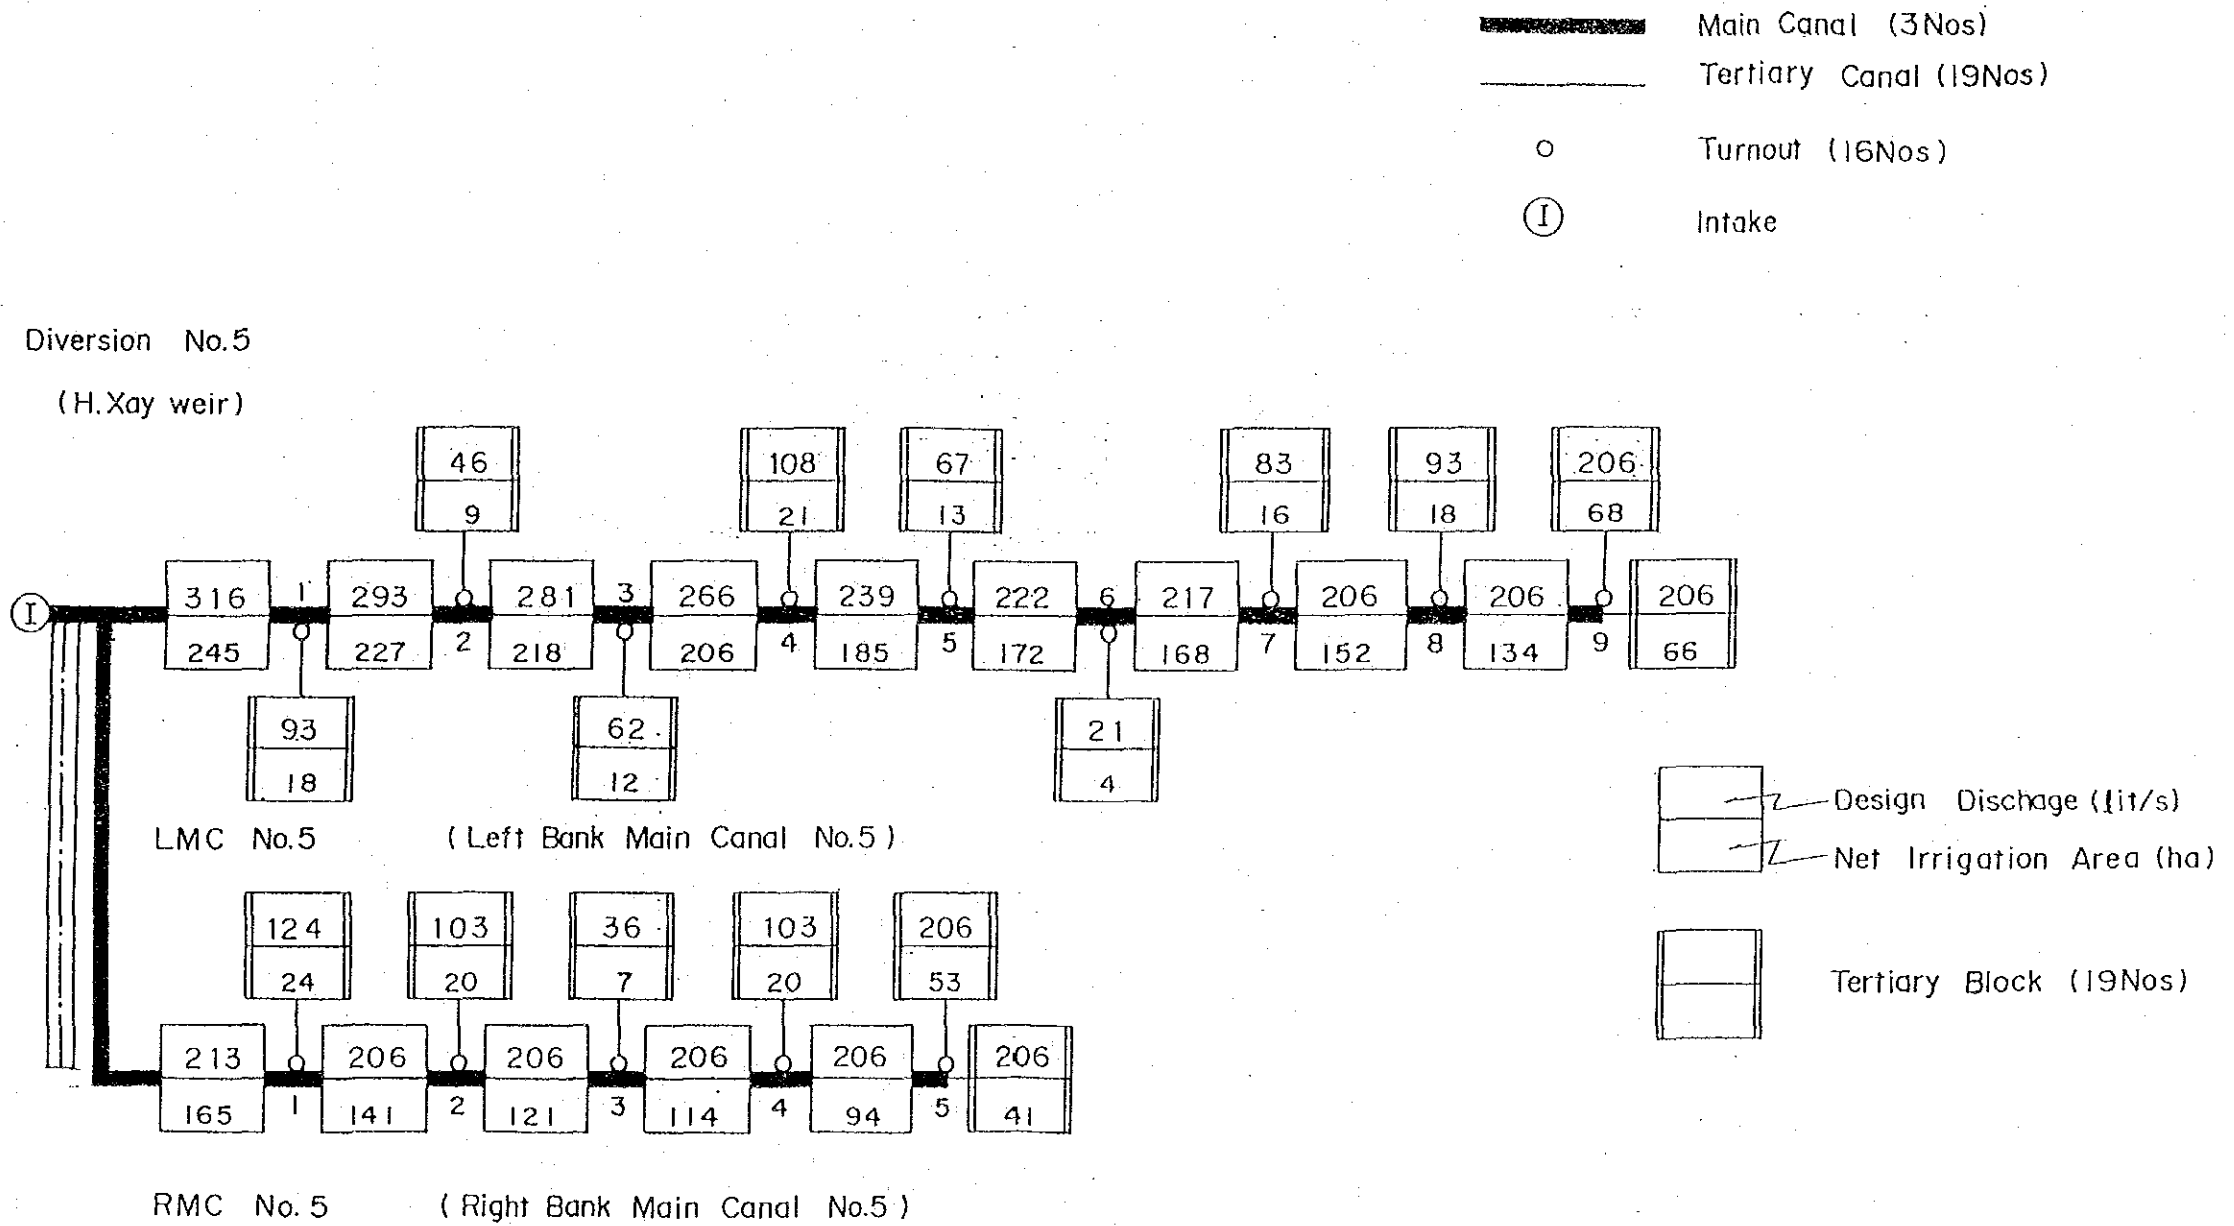 Main Canal (3Nos)
Tertiary Canal (19Nos)
Turnout (16Nos)
I Intake
Diversion No.5
(H.Xay weir)
46 108 67 83 93 206
9 21 13 16 18 68
316 1 293 281 3 266 239 222 6 217 206 206 206
I
245 227 2 218 206 4 185 5 172 168 7 152 8 134 9 66
93 62 21
18 12 4
Design Dischage (lit/s)
LMC No.5 (Left Bank Main Canal No.5)
Net Irrigation Area (ha)
124 103 36 103 206
24 20 7 20 53
Tertiary Block (19Nos)
213 206 206 206 206 206
165 1 141 2 121 3 114 4 94 5 41
RMC No.5 (Right Bank Main Canal No.5)